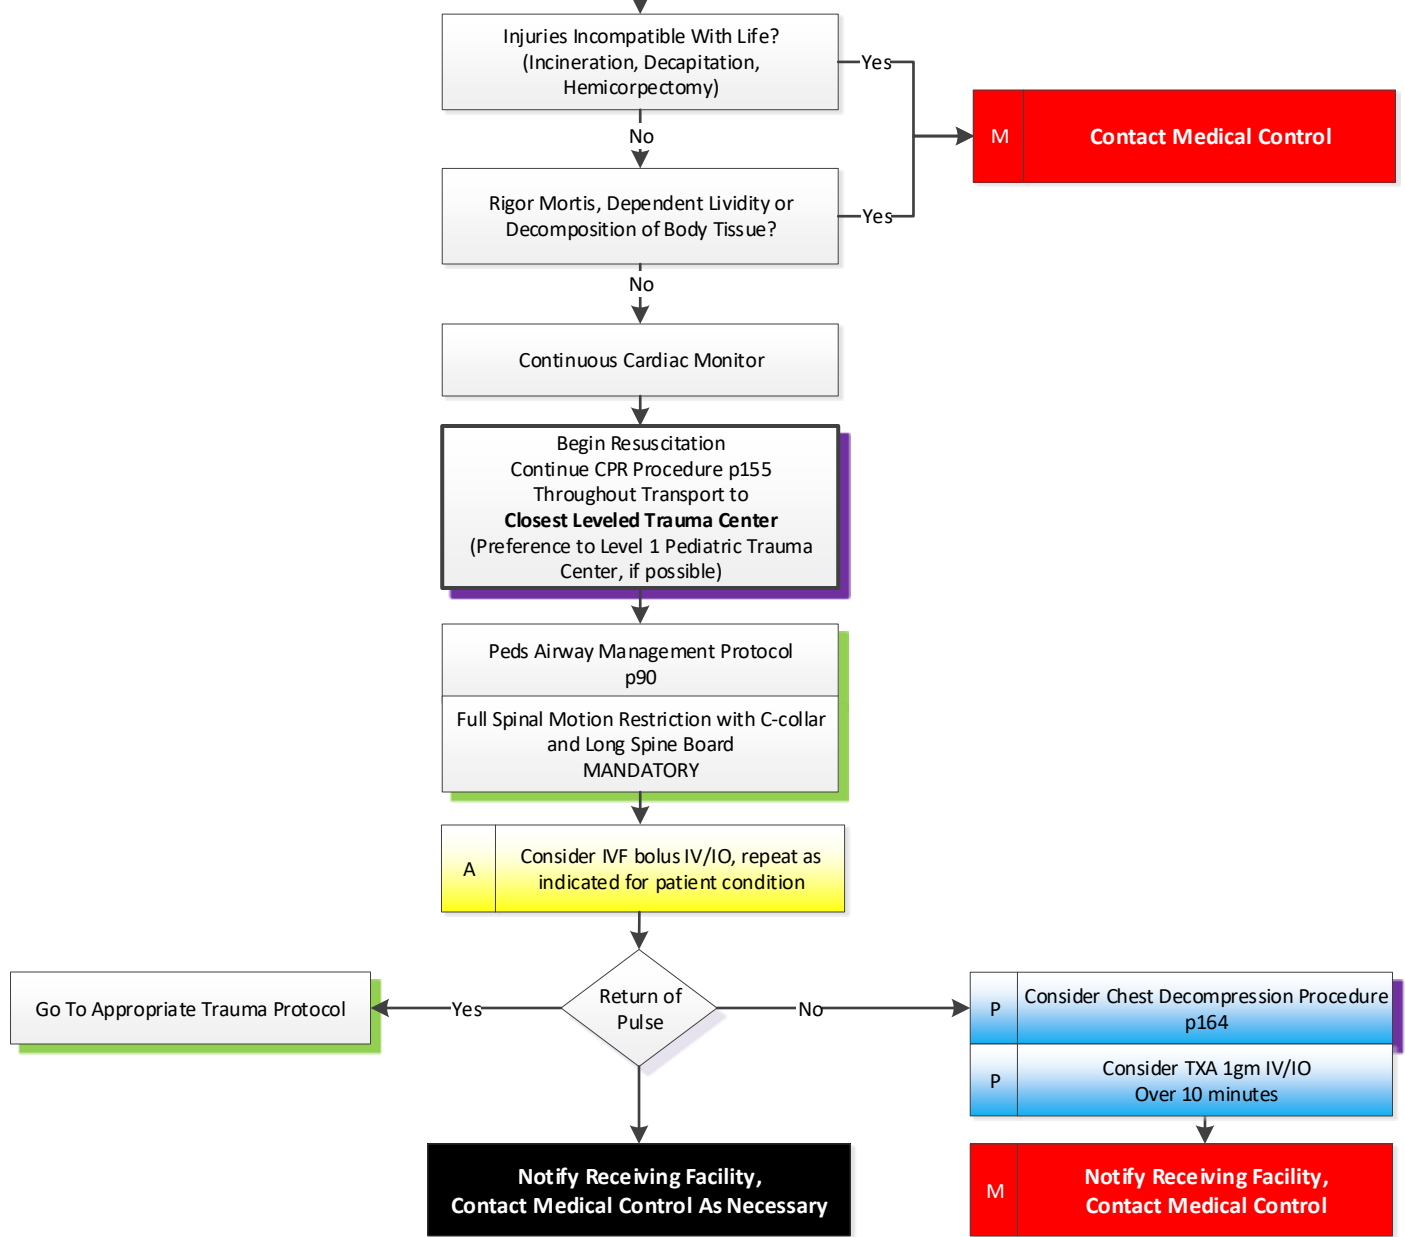 Injuries Incompatible With Life?
(Incineration, Decapitation,
Hemicorpectomy)
Yes
M
Contact Medical Control
No
Rigor Mortis, Dependent Lividity or
Decomposition of Body Tissue?
Yes
No
Continuous Cardiac Monitor
Begin Resuscitation
Continue CPR Procedure p155
Throughout Transport to
Closest Leveled Trauma Center
(Preference to Level 1 Pediatric Trauma
Center, if possible)
Peds Airway Management Protocol
p90
Full Spinal Motion Restriction with C-collar
and Long Spine Board
MANDATORY
A
Consider IVF bolus IV/IO, repeat as
indicated for patient condition
Go To Appropriate Trauma Protocol
Yes
Return of
Pulse
No
P
Consider Chest Decompression Procedure
p164
P
Consider TXA 1gm IV/IO
Over 10 minutes
Notify Receiving Facility,
Contact Medical Control As Necessary
M
Notify Receiving Facility,
Contact Medical Control